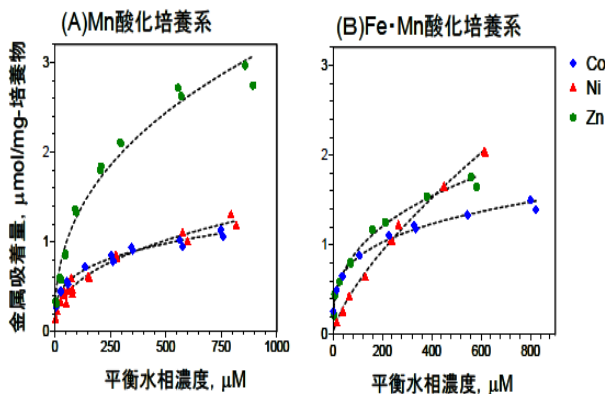 (A)Mn酸化培養系
(B)Fe･Mn酸化培養系
金属吸着量, μmol/mg-培養物
3
2
1
0
0
250
500
750
1000
平衡水相濃度, μM
3
2
1
0
0
200
400
600
800
平衡水相濃度, μM
Co
Ni
Zn